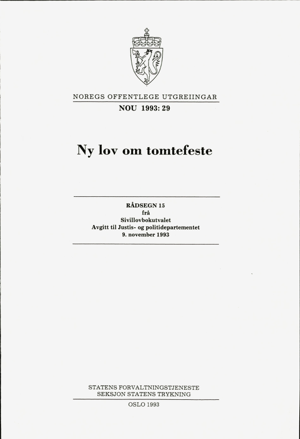 NOREGS OFFENTLEGE UTGREIINGAR
NOU 1993: 29
Ny lov om tomtefeste
RÅDSEGN 15
frå
Sivillovbokutvalet
Avgitt til Justis- og politidepartementet
9. november 1993
STATENS FORVALTNINGSTJENESTE
SEKSJON STATENS TRYKNING
OSLO 1993